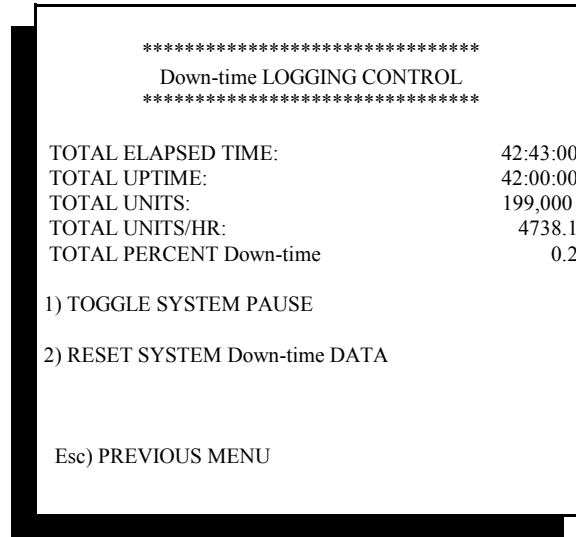 ********************************
Down-time LOGGING CONTROL
********************************
TOTAL ELAPSED TIME: 42:43:00
TOTAL UPTIME: 42:00:00
TOTAL UNITS: 199,000
TOTAL UNITS/HR: 4738.1
TOTAL PERCENT Down-time 0.2
1) TOGGLE SYSTEM PAUSE
2) RESET SYSTEM Down-time DATA
Esc) PREVIOUS MENU